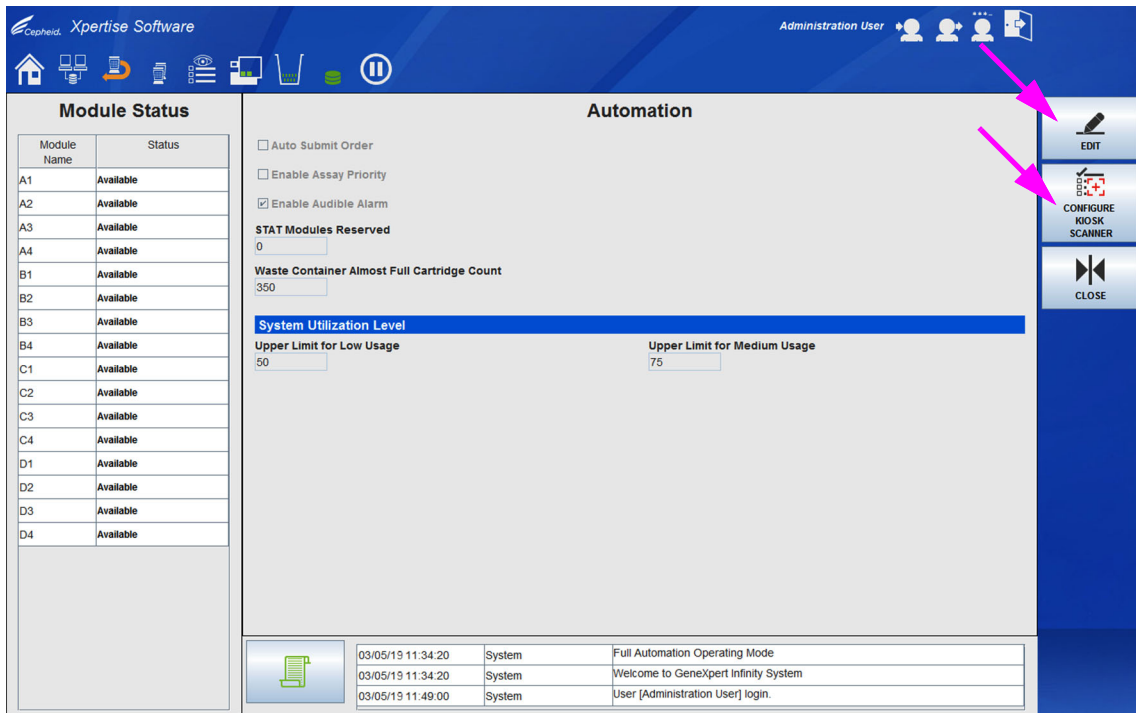 Cepheid. Xpertise Software
Administration User
Module Status
Module Name
Status
A1 Available
A2 Available
A3 Available
A4 Available
B1 Available
B2 Available
B3 Available
B4 Available
C1 Available
C2 Available
C3 Available
C4 Available
D1 Available
D2 Available
D3 Available
D4 Available
Automation
Auto Submit Order
Enable Assay Priority
Enable Audible Alarm
STAT Modules Reserved
0
Waste Container Almost Full Cartridge Count
350
System Utilization Level
Upper Limit for Low Usage
50
Upper Limit for Medium Usage
75
03/05/19 11:34:20 System Full Automation Operating Mode
03/05/19 11:34:20 System Welcome to GeneXpert Infinity System
03/05/19 11:49:00 System User [Administration User] login.
EDIT
CONFIGURE
KIOSK
SCANNER
CLOSE